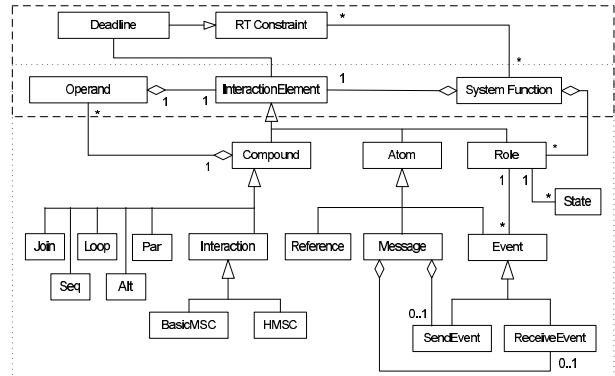 Deadline
RT Constraint
*
*
Operand
1
1
InteractionElement
1
System Function
*
1
Compound
Atom
Role
*
1
1
*
State
Join
Loop
Par
Interaction
Reference
Message
*
Event
Seq
Alt
BasicMSC
HMSC
0..1
SendEvent
ReceiveEvent
0..1